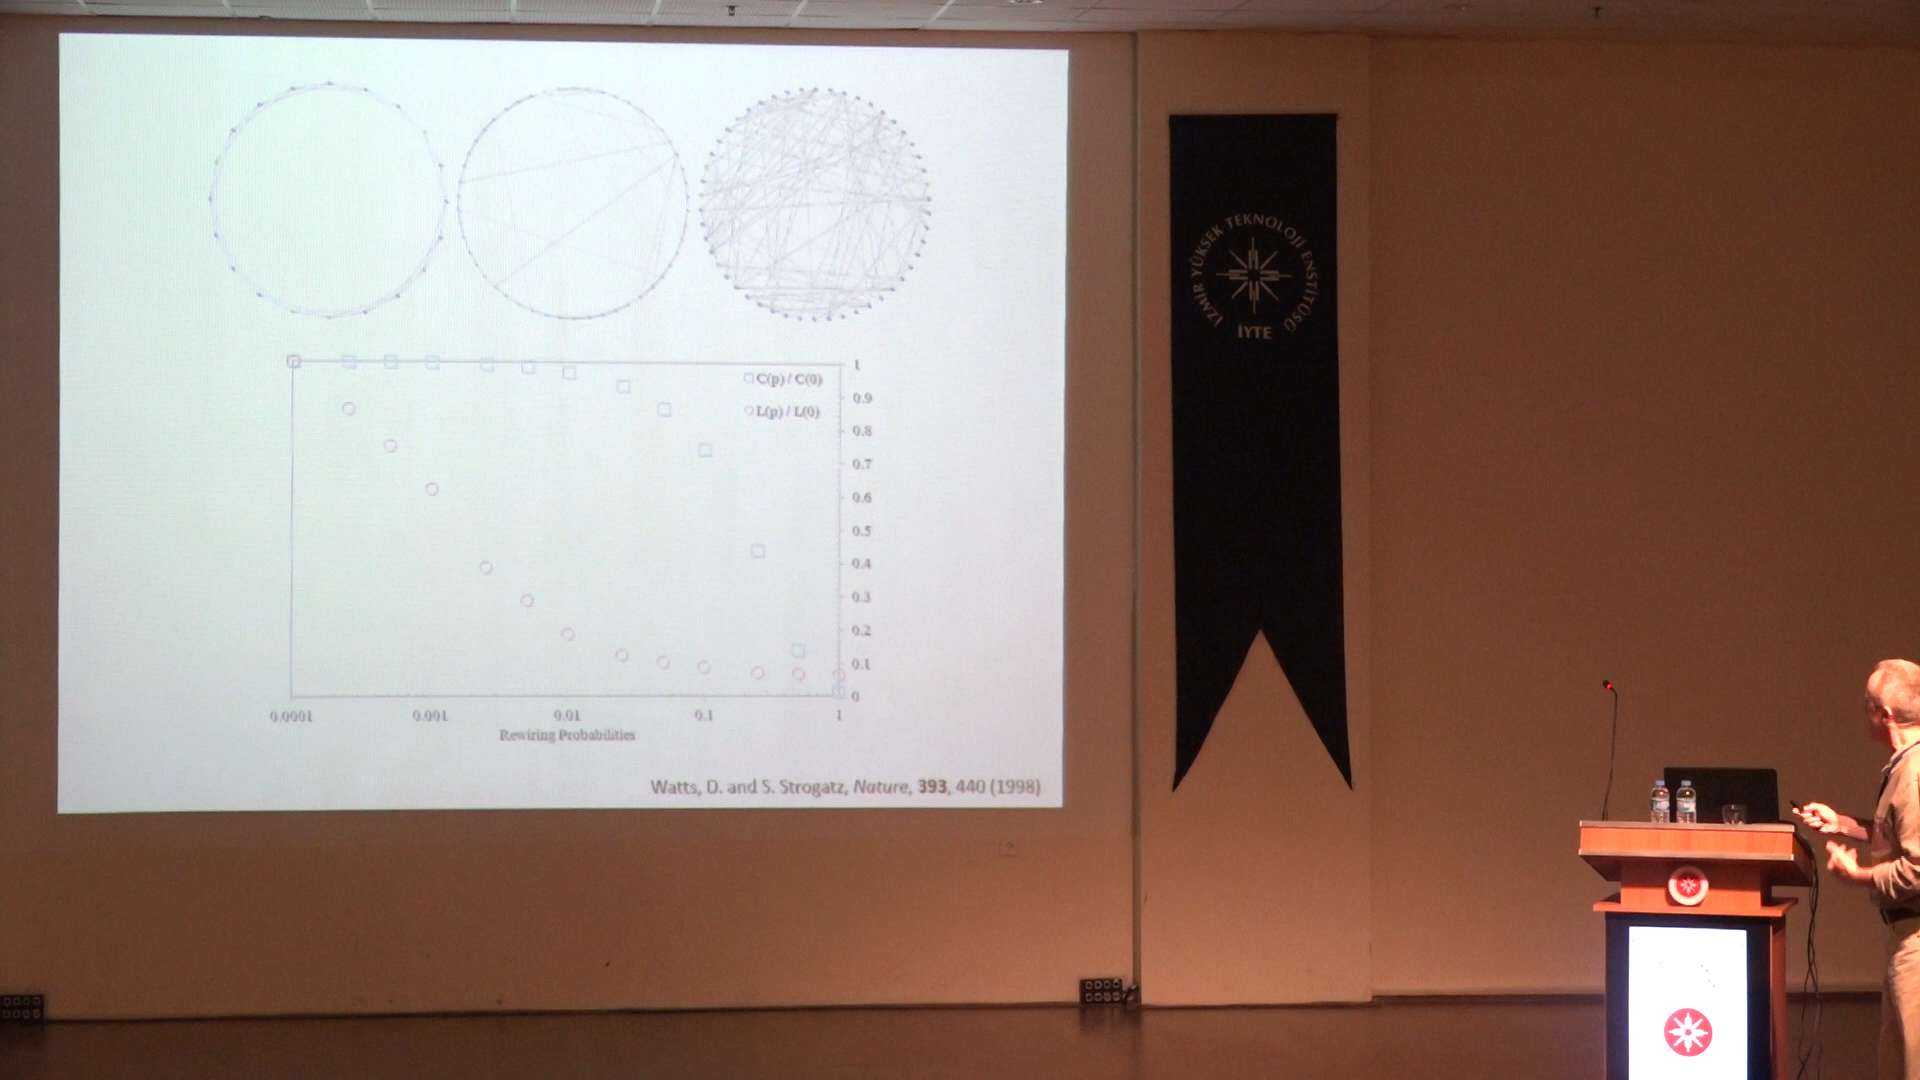 C(p) / C(0)
L(p) / L(0)
1
0.9
0.8
0.7
0.6
0.5
0.4
0.3
0.2
0.1
0
0.0001 0.001 0.01 0.1 1
Rewiring Probabilities
Watts, D. and S. Strogatz, Nature, 393, 440 (1998)
İZMİR YÜKSEK TEKNOLOJİ ENSTİTÜSÜ
İYTE